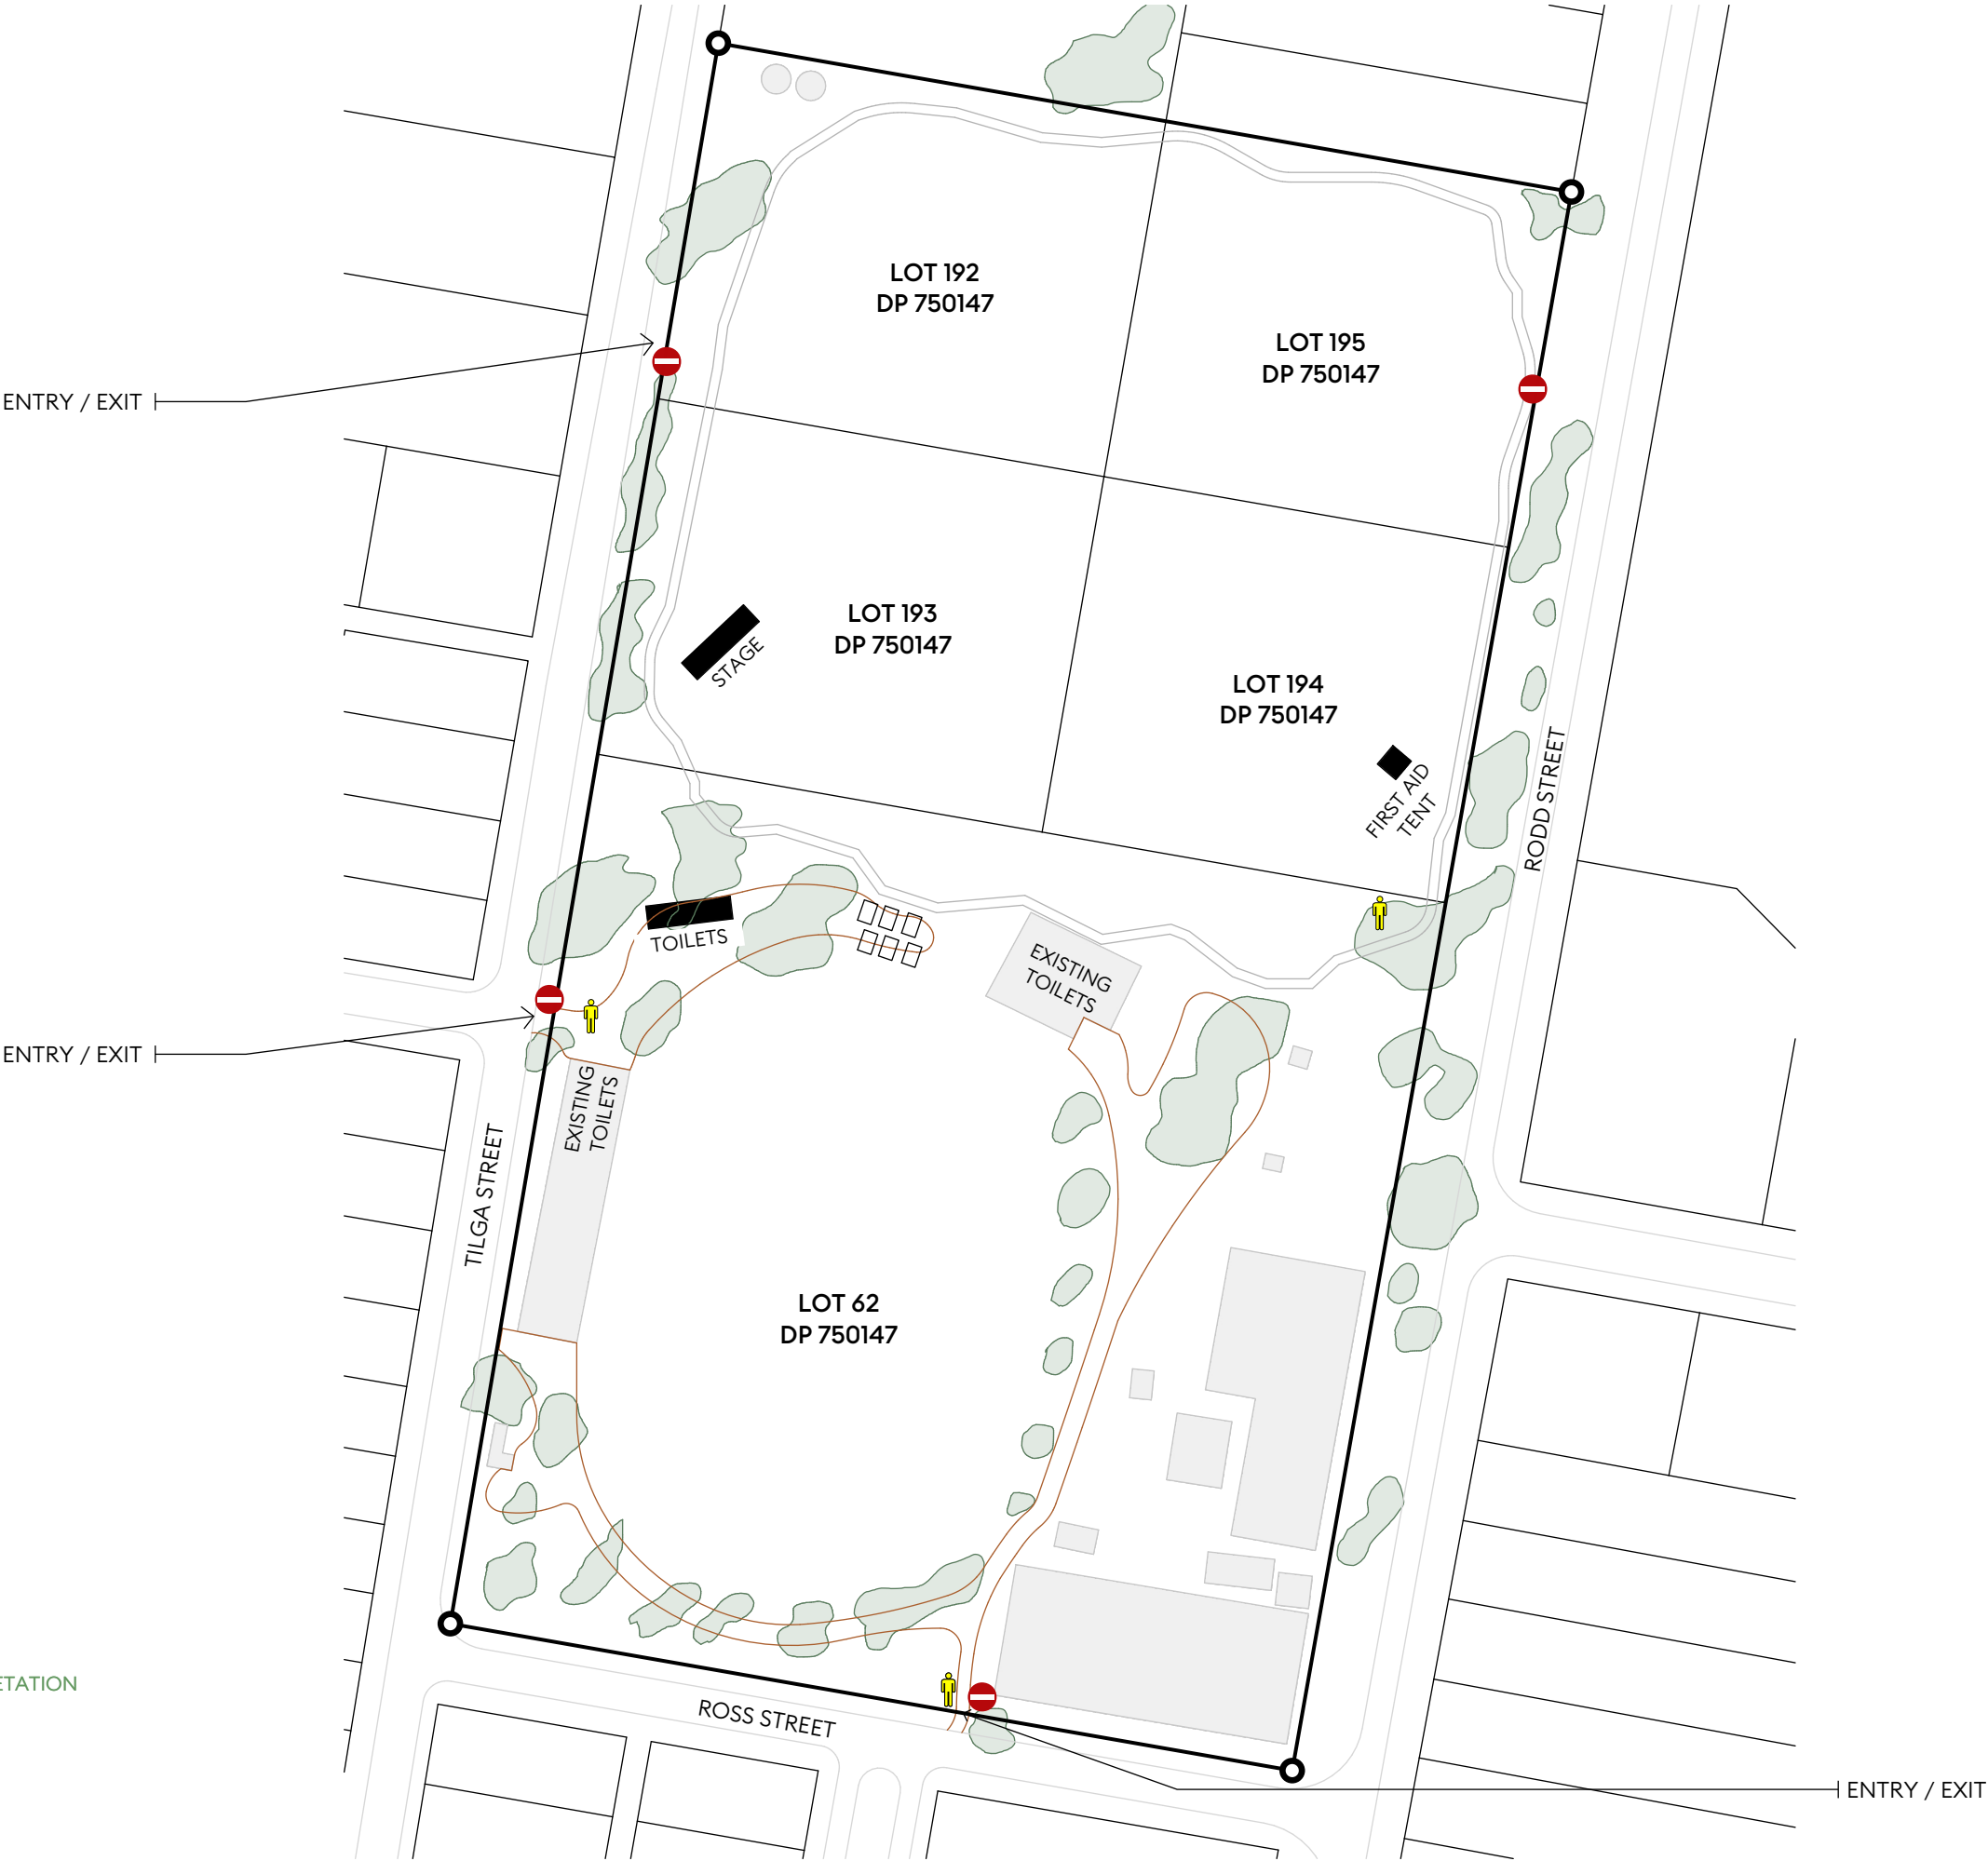 LOT 192
DP 750147
LOT 195
DP 750147
ENTRY / EXIT
LOT 193
DP 750147
STAGE
LOT 194
DP 750147
FIRST AID
TENT
RODD STREET
TOILETS
EXISTING
TOILETS
ENTRY / EXIT
EXISTING
TOILETS
TILGA STREET
LOT 62
DP 750147
ETATION
ROSS STREET
ENTRY / EXIT